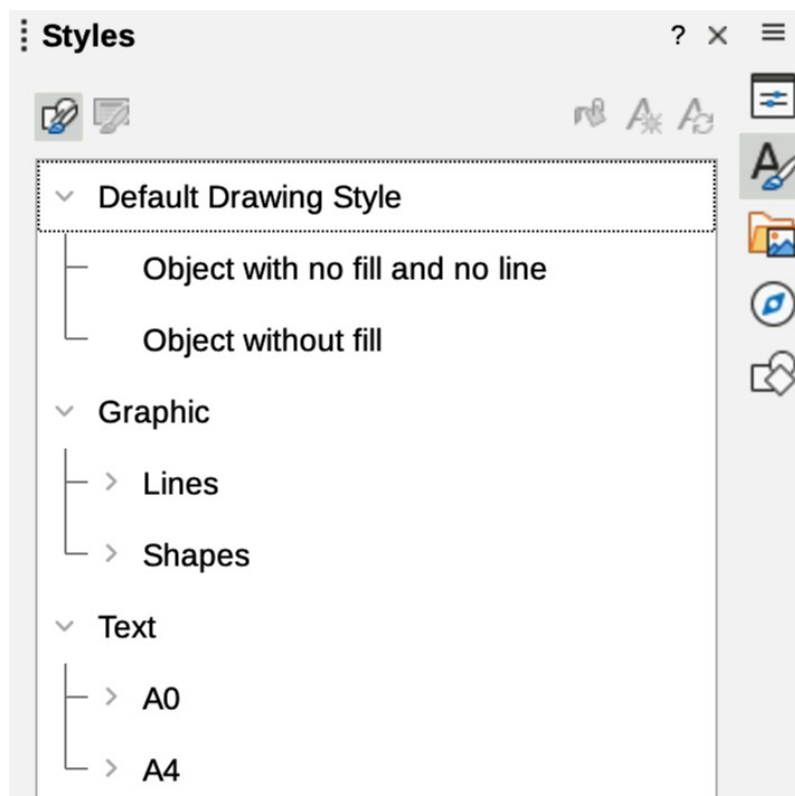 Styles ?
Default Drawing Style
Object with no fill and no line
Object without fill
Graphic
Lines
Shapes
Text
A0
A4